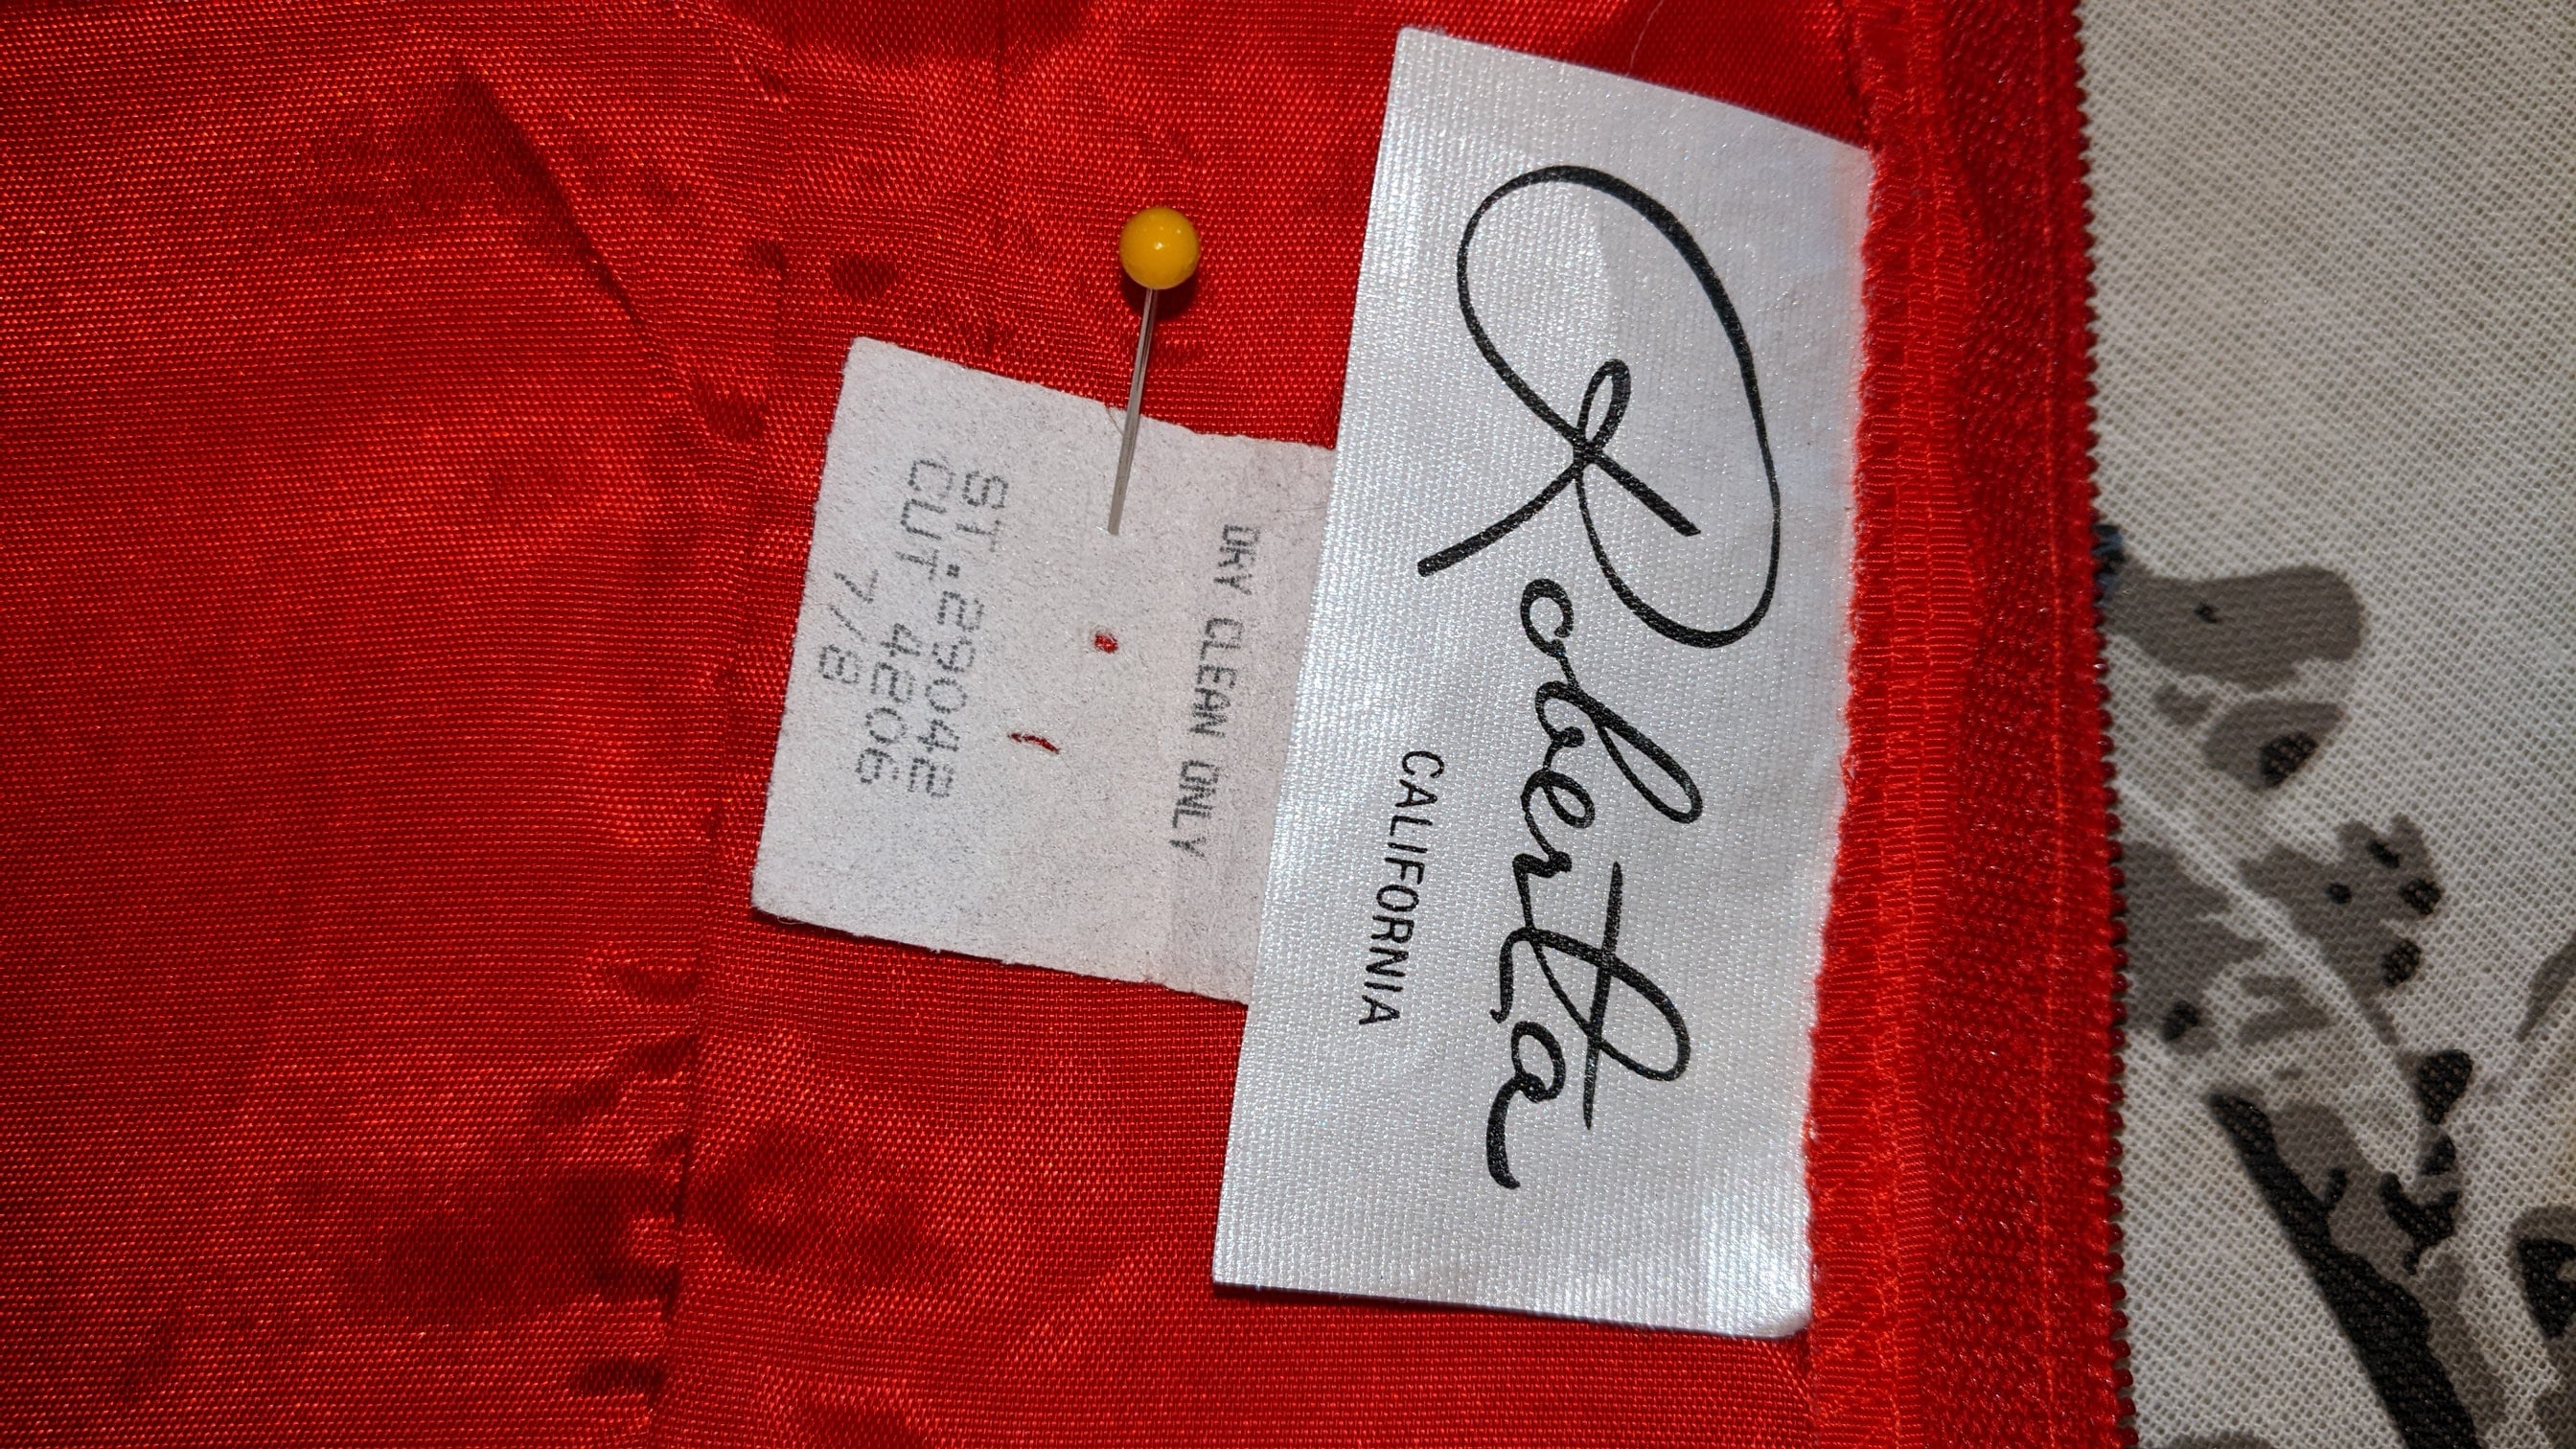 Roberta
CALIFORNIA
DRY CLEAN ONLY
ST.29042
CUT 4206
7/8